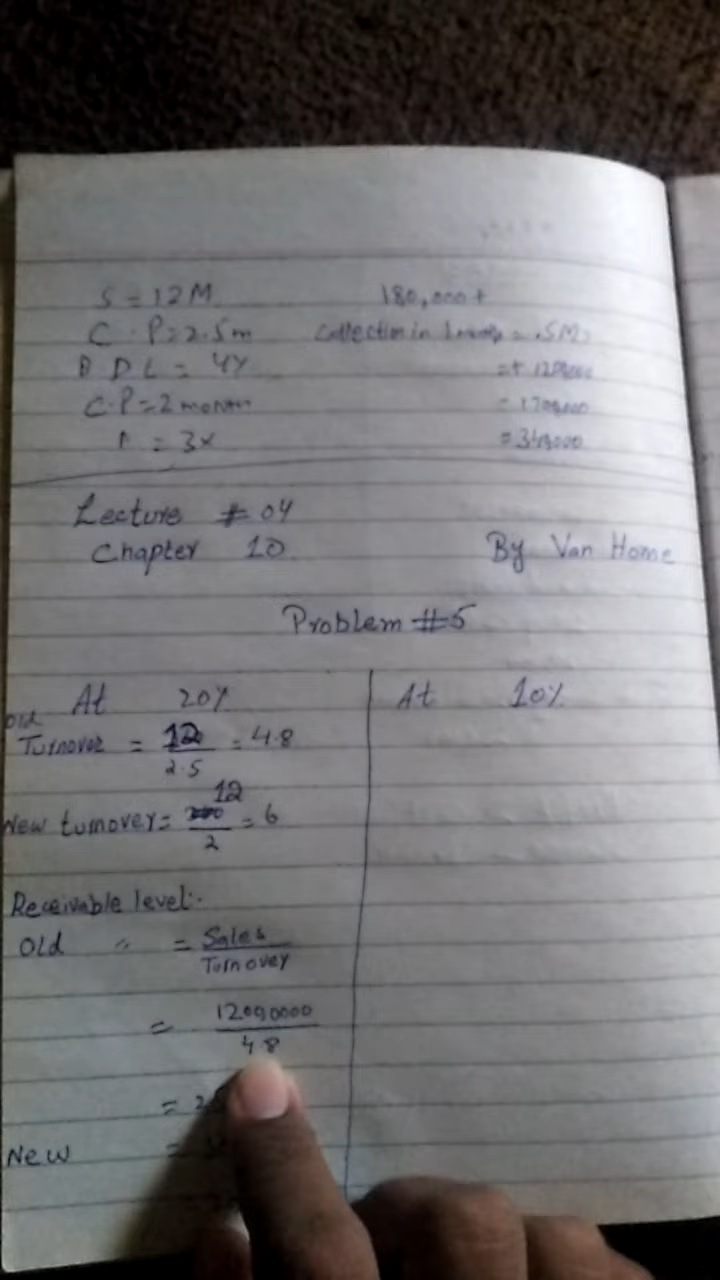 S = 12M
180,000+
C.P = 2.5m
Collection in
B D L = 4%
C.P = 2 month
= 3%
Lecture # 04
Chapter 10
By Van Horne
Problem #5
At 20%
Old Turnover = 12/2.5 = 4.8
New turnover = 12/2 = 6
Receivable level:-
Old " = Sales/Turnover
= 12000000/4.8
=
New =
At 10%